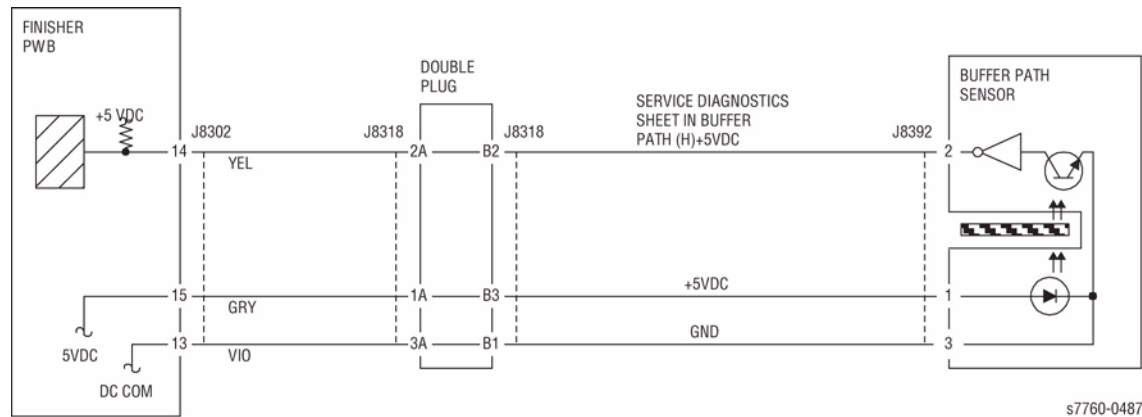 FINISHER
PWB
+5 VDC
14
J8302
YEL
J8318
2A
DOUBLE
PLUG
B2
J8318
SERVICE DIAGNOSTICS
SHEET IN BUFFER
PATH (H)+5VDC
J8392
2
BUFFER PATH
SENSOR
15
GRY
1A
B3
+5VDC
1
5VDC
13
VIO
3A
B1
GND
3
DC COM
s7760-0487